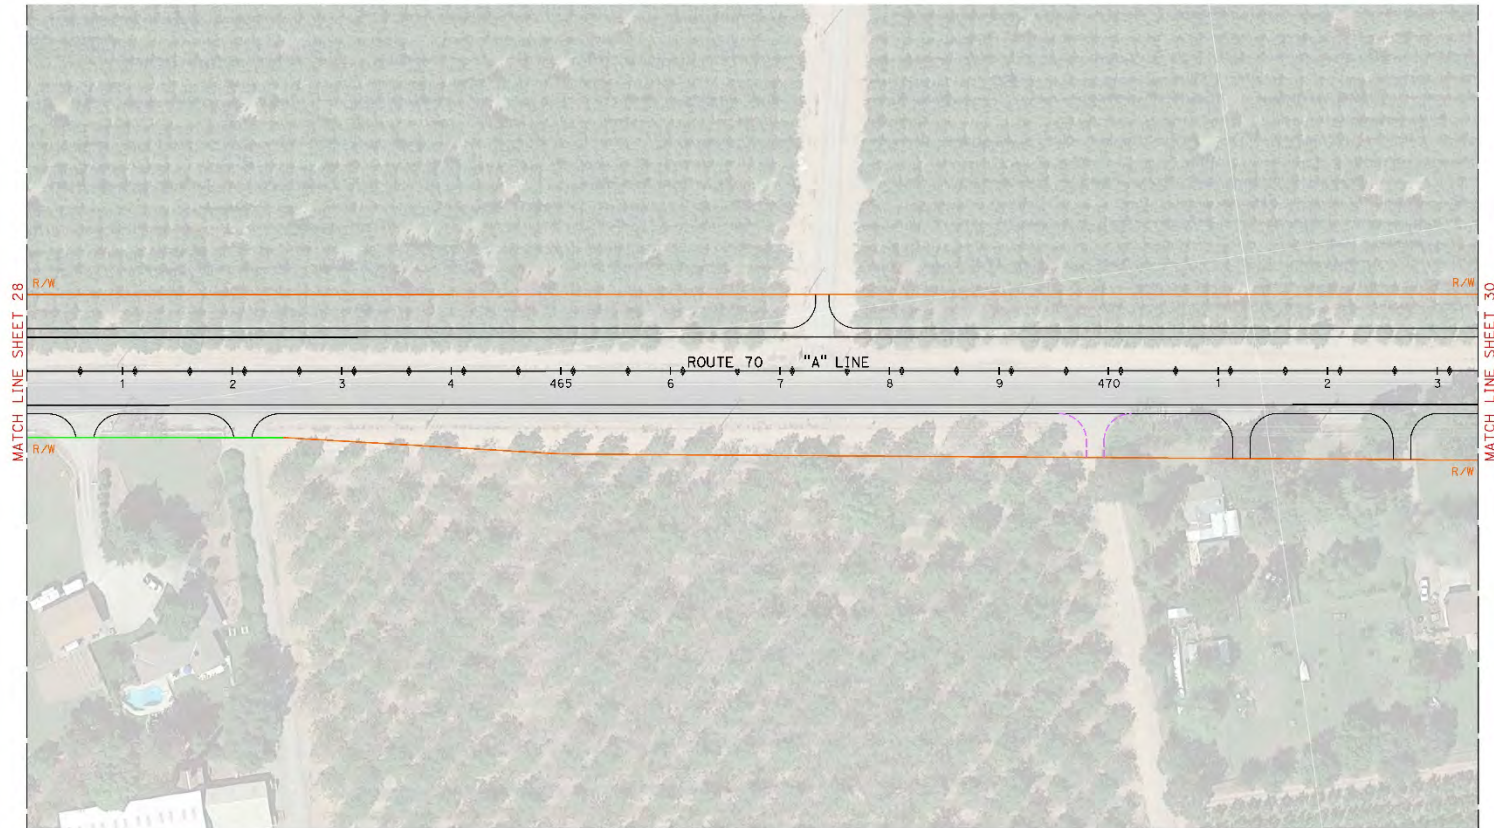 MATCH LINE SHEET 28
R/W
R/W
MATCH LINE SHEET 30
ROUTE 70 "A" LINE
1 2 3 4 465 6 7 8 9 470 1 2 3
R/W
R/W